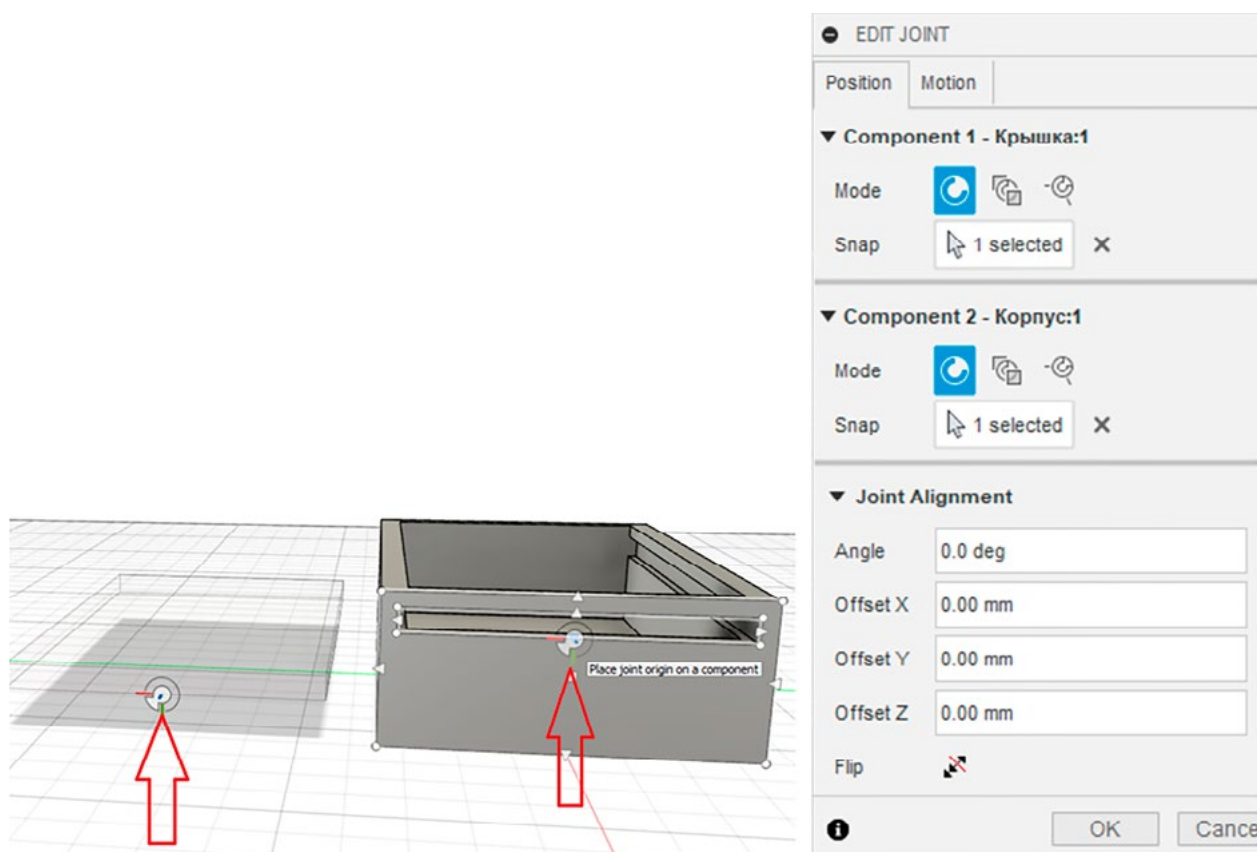 EDIT JOINT
Position Motion
Component 1 - Крышка:1
Mode
Snap 1 selected
Component 2 - Корпус:1
Mode
Snap 1 selected
Joint Alignment
Angle 0.0 deg
Offset X 0.00 mm
Offset Y 0.00 mm
Offset Z 0.00 mm
Flip
OK Cance
Place joint origin on a component